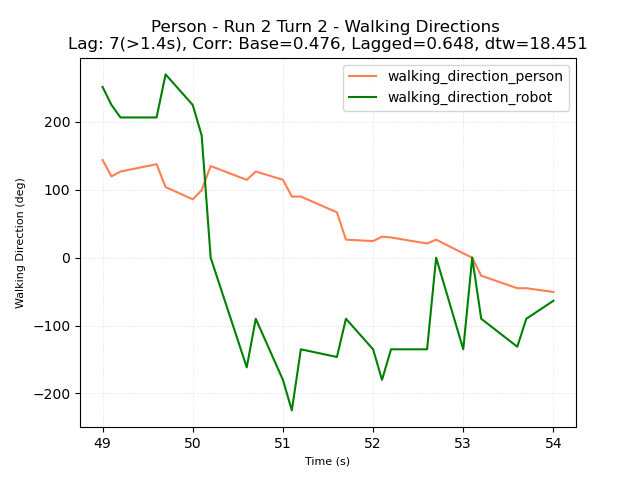 Person - Run 2 Turn 2 - Walking Directions
Lag: 7(>1.4s), Corr: Base=0.476, Lagged=0.648, dtw=18.451
walking_direction_person
walking_direction_robot
Walking Direction (deg)
200
100
0
−100
−200
49 50 51 52 53 54
Time (s)